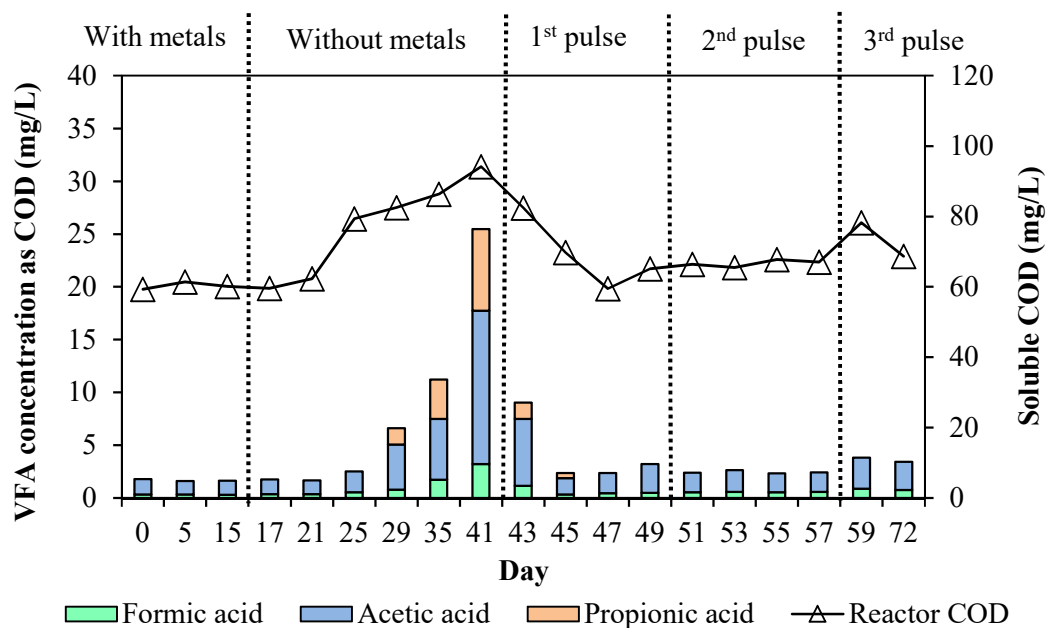 With metals Without metals 1st pulse 2nd pulse 3rd pulse
VFA concentration as COD (mg/L)
40
35
30
25
20
15
10
5
0
120
100
80
60
40
20
0
Soluble COD (mg/L)
0 5 15 17 21 25 29 35 41 43 45 47 49 51 53 55 57 59 72
Day
Formic acid Acetic acid Propionic acid Reactor COD